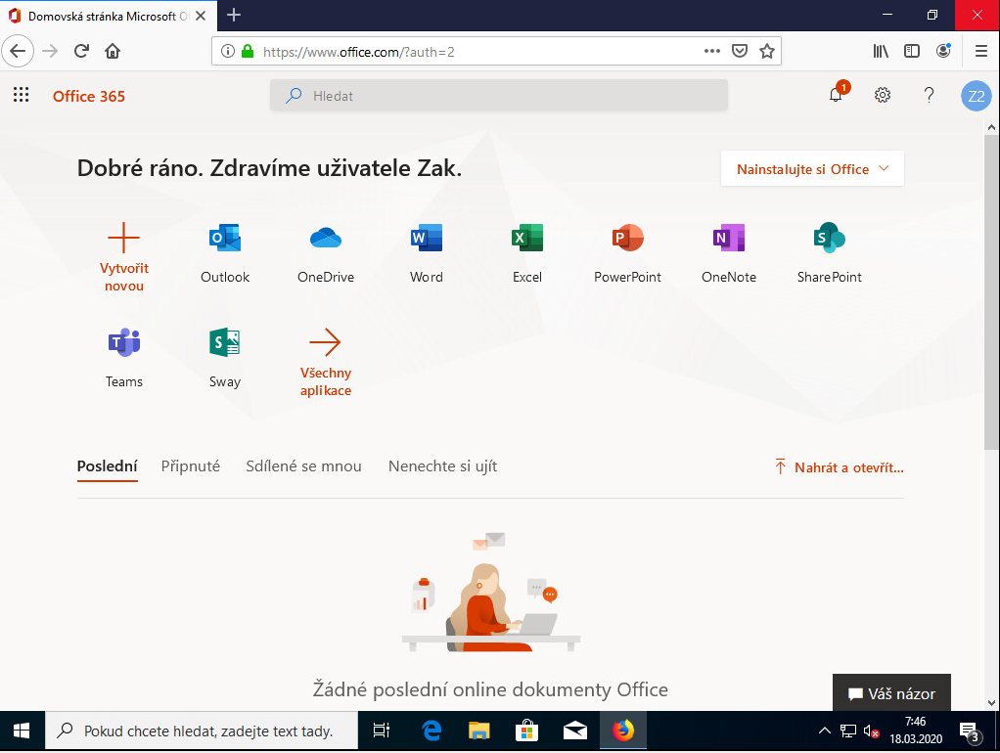 Domovská stránka Microsoft O
https://www.office.com/?auth=2
Office 365
Hledat
1
Z2
Dobré ráno. Zdravíme uživatele Zak.
Nainstalujte si Office
Vytvořit
novou
Outlook
OneDrive
Word
Excel
PowerPoint
OneNote
SharePoint
Teams
Sway
Všechny
aplikace
Poslední
Připnuté
Sdílené se mnou
Nenechte si ujít
Nahrát a otevřít...
Žádné poslední online dokumenty Office
Váš názor
Pokud chcete hledat, zadejte text tady.
7:46
18.03.2020
3